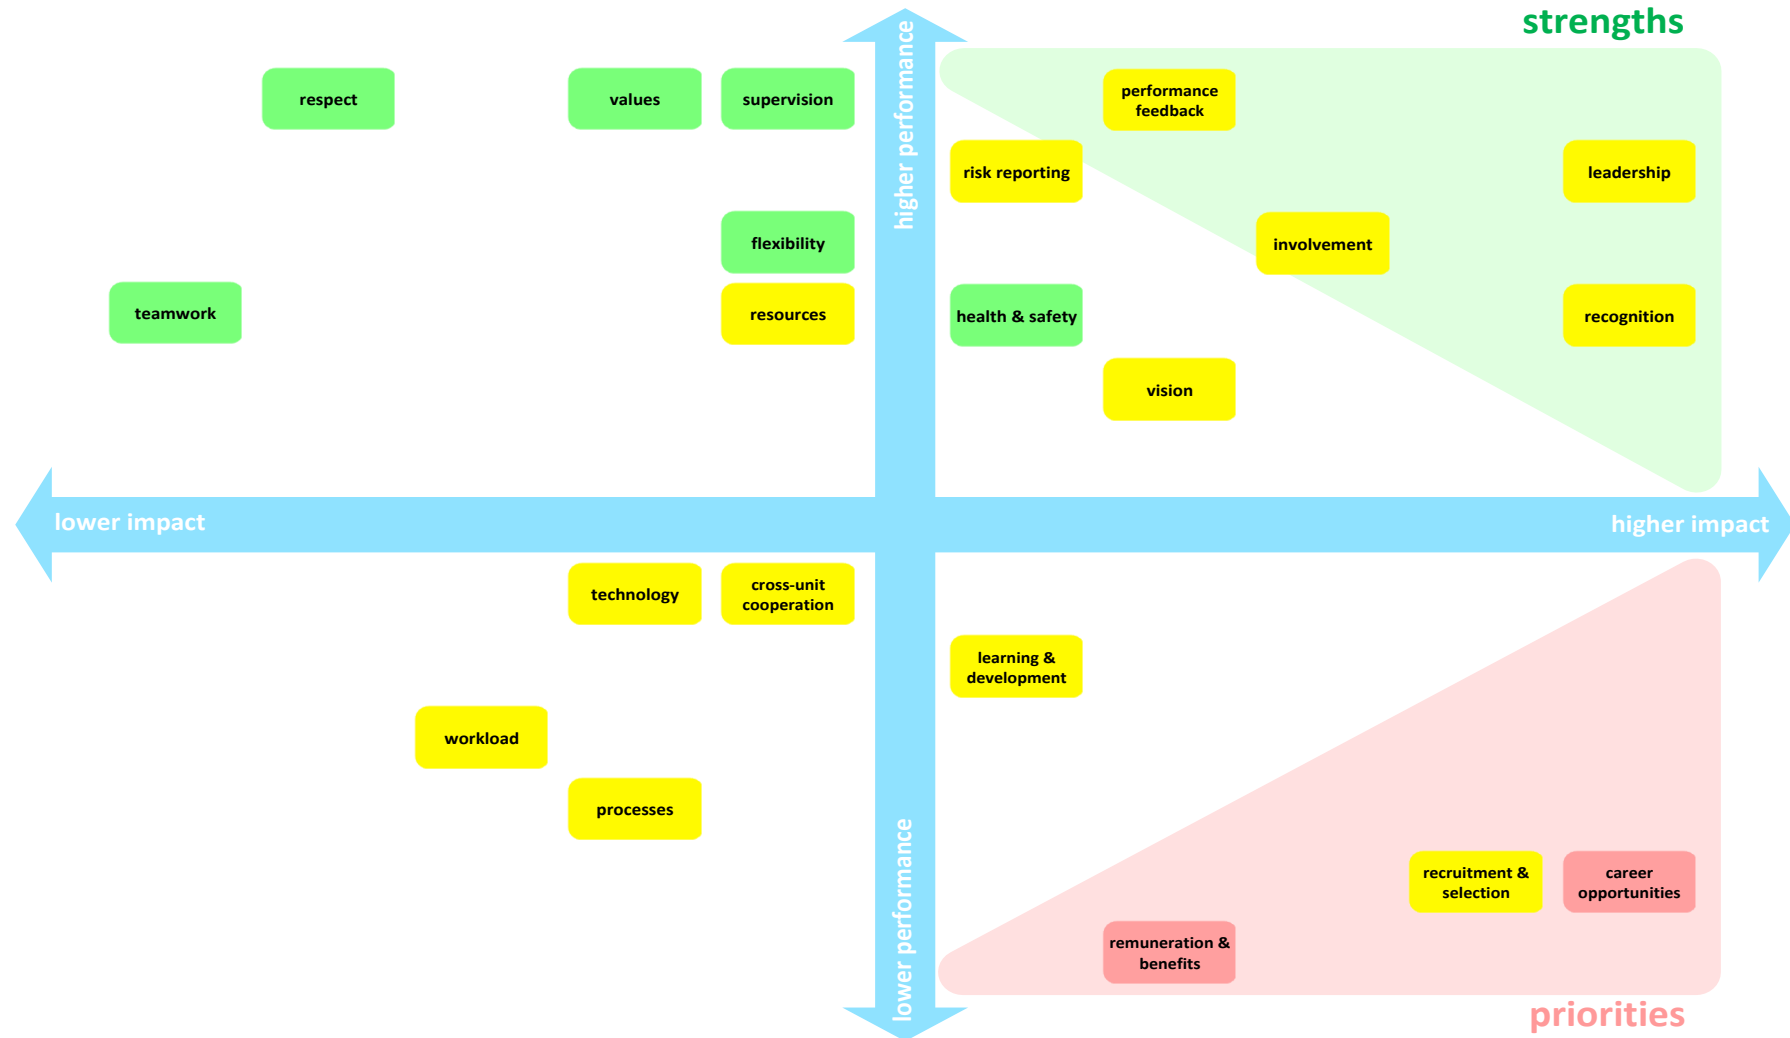 strengths
higher performance
respect
values
supervision
performance
feedback
risk reporting
leadership
flexibility
involvement
teamwork
resources
health & safety
recognition
vision
lower impact
higher impact
technology
cross-unit
cooperation
learning &
development
workload
processes
lower performance
recruitment &
selection
career
opportunities
remuneration &
benefits
priorities